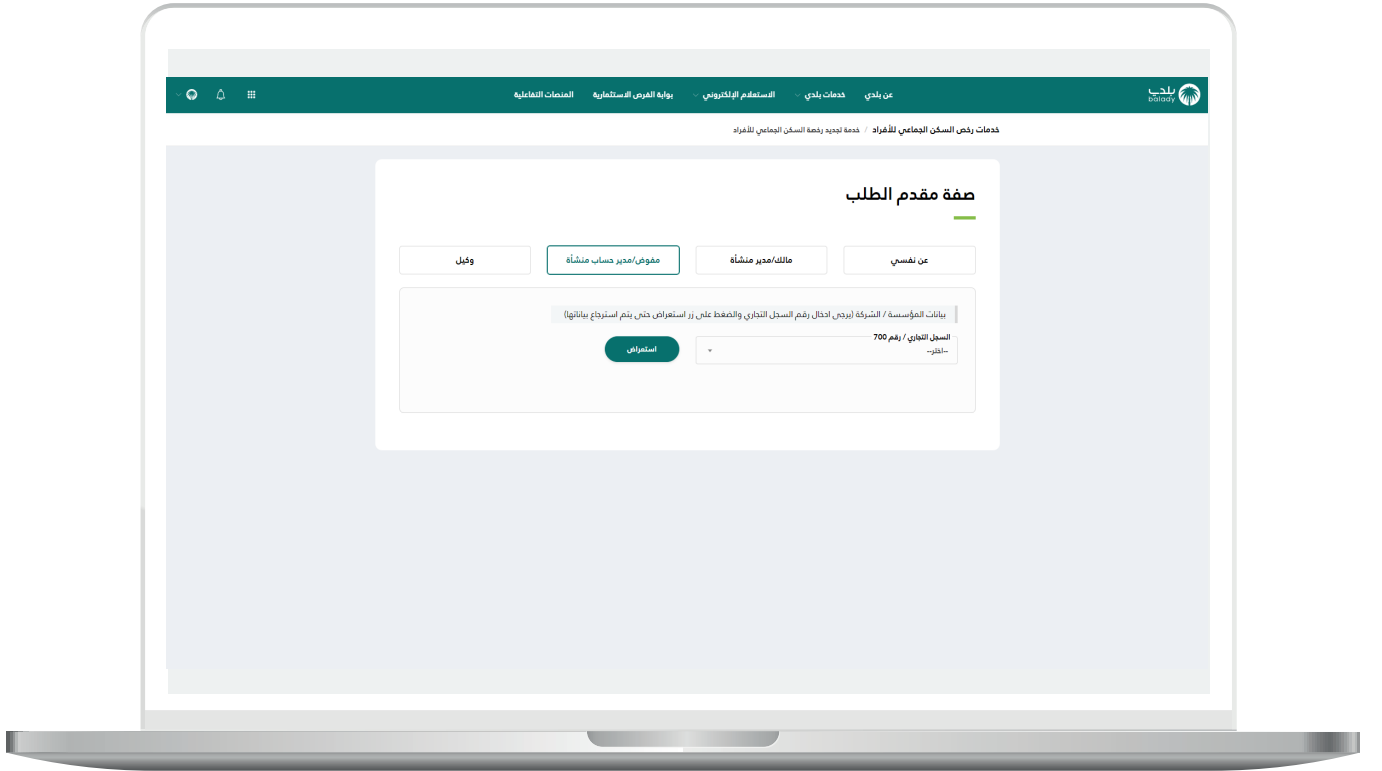 بلدي
balady
عن بلدي
خدمات بلدي
الاستعلام الإلكتروني
بوابة الفرص الاستثمارية
المنصات التفاعلية
خدمات رخص السكن الجماعي للأفراد / خدمة تجديد رخصة السكن الجماعي للأفراد
صفة مقدم الطلب
عن نفسي
مالك/مدير منشأة
مفوض/مدير حساب منشأة
وكيل
بيانات المؤسسة / الشركة (يرجى ادخال رقم السجل التجاري والضغط على زر استعراض حتى يتم استرجاع بياناتها)
السجل التجاري / رقم 700
--اختر--
استعراض